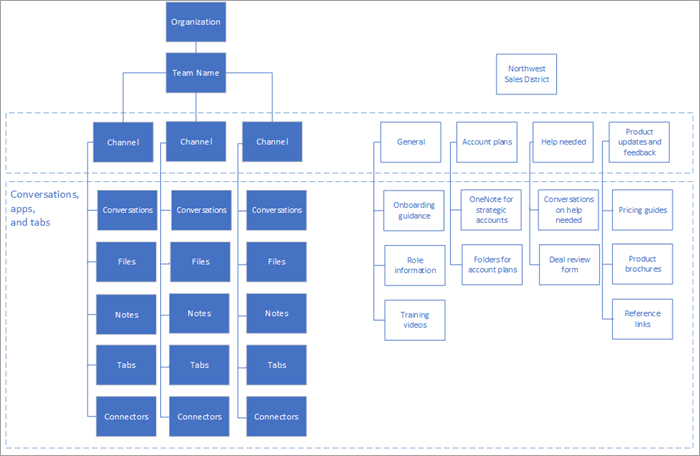 Organization
Team Name
Northwest
Sales District
Channel
Channel
Channel
General
Account plans
Help needed
Product
updates and
feedback
Conversations,
apps,
and tabs
Conversations
Conversations
Conversations
Onboarding
guidance
OneNote for
strategic
accounts
Conversations
on help
needed
Pricing guides
Files
Files
Files
Role
information
Folders for
account plans
Deal review
form
Product
brochures
Notes
Notes
Notes
Training
videos
Reference
links
Tabs
Tabs
Tabs
Connectors
Connectors
Connectors